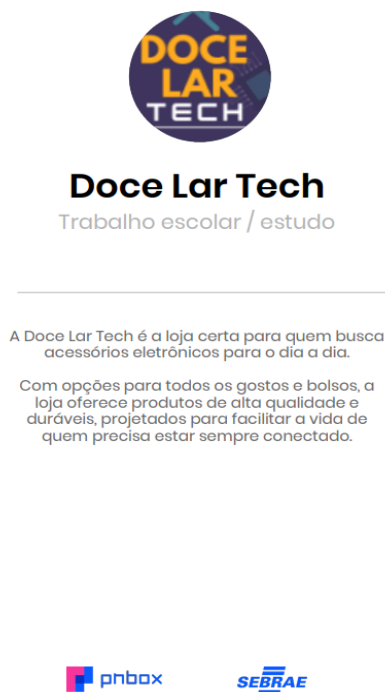 DOCE
LAR
TECH
Doce Lar Tech
Trabalho escolar / estudo
A Doce Lar Tech é a loja certa para quem busca
acessórios eletrônicos para o dia a dia.
Com opções para todos os gostos e bolsos, a
loja oferece produtos de alta qualidade e
duráveis, projetados para facilitar a vida de
quem precisa estar sempre conectado.
pnbox
SEBRAE